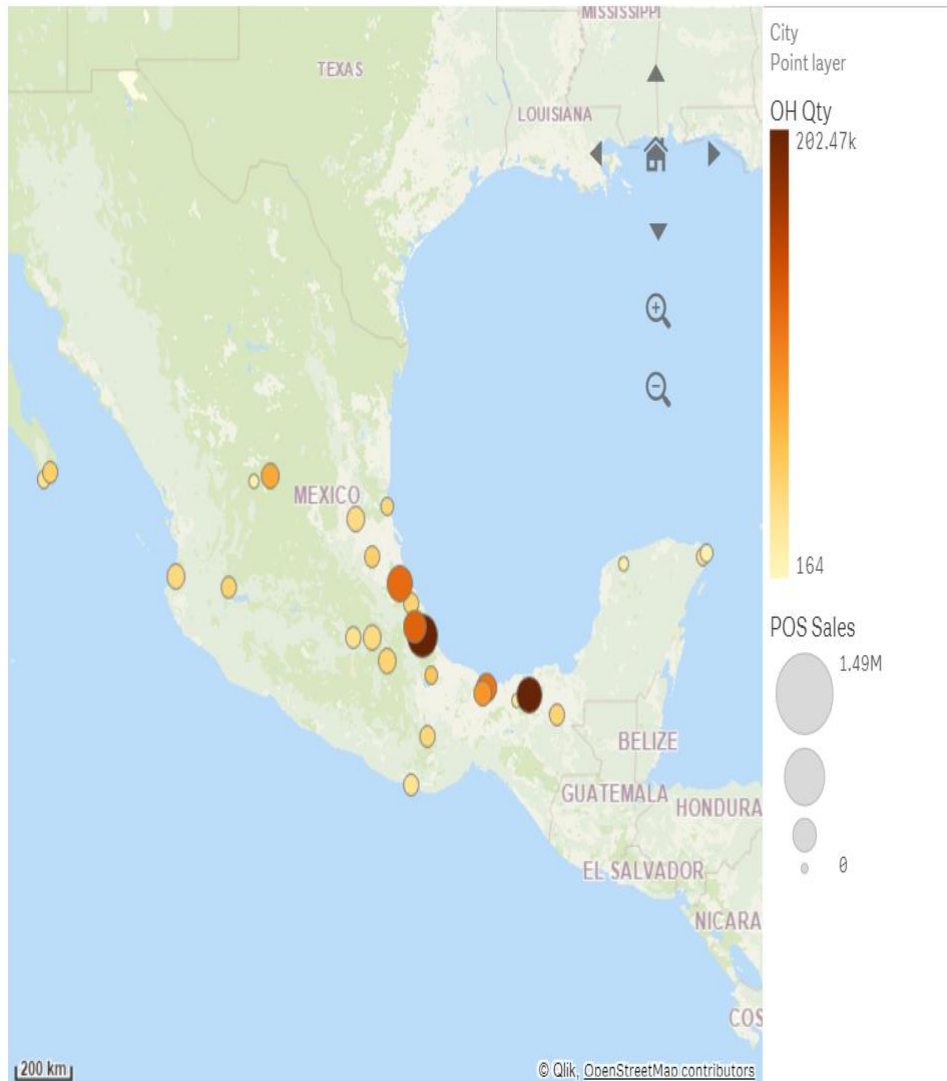 MISSISSIPPI
TEXAS
LOUISIANA
MEXICO
BELIZE
GUATEMALA
HONDURA
EL SALVADOR
NICARA
COS
200 km
© Qlik, OpenStreetMap contributors
City
Point layer
OH Qty
202.47k
164
POS Sales
1.49M
0